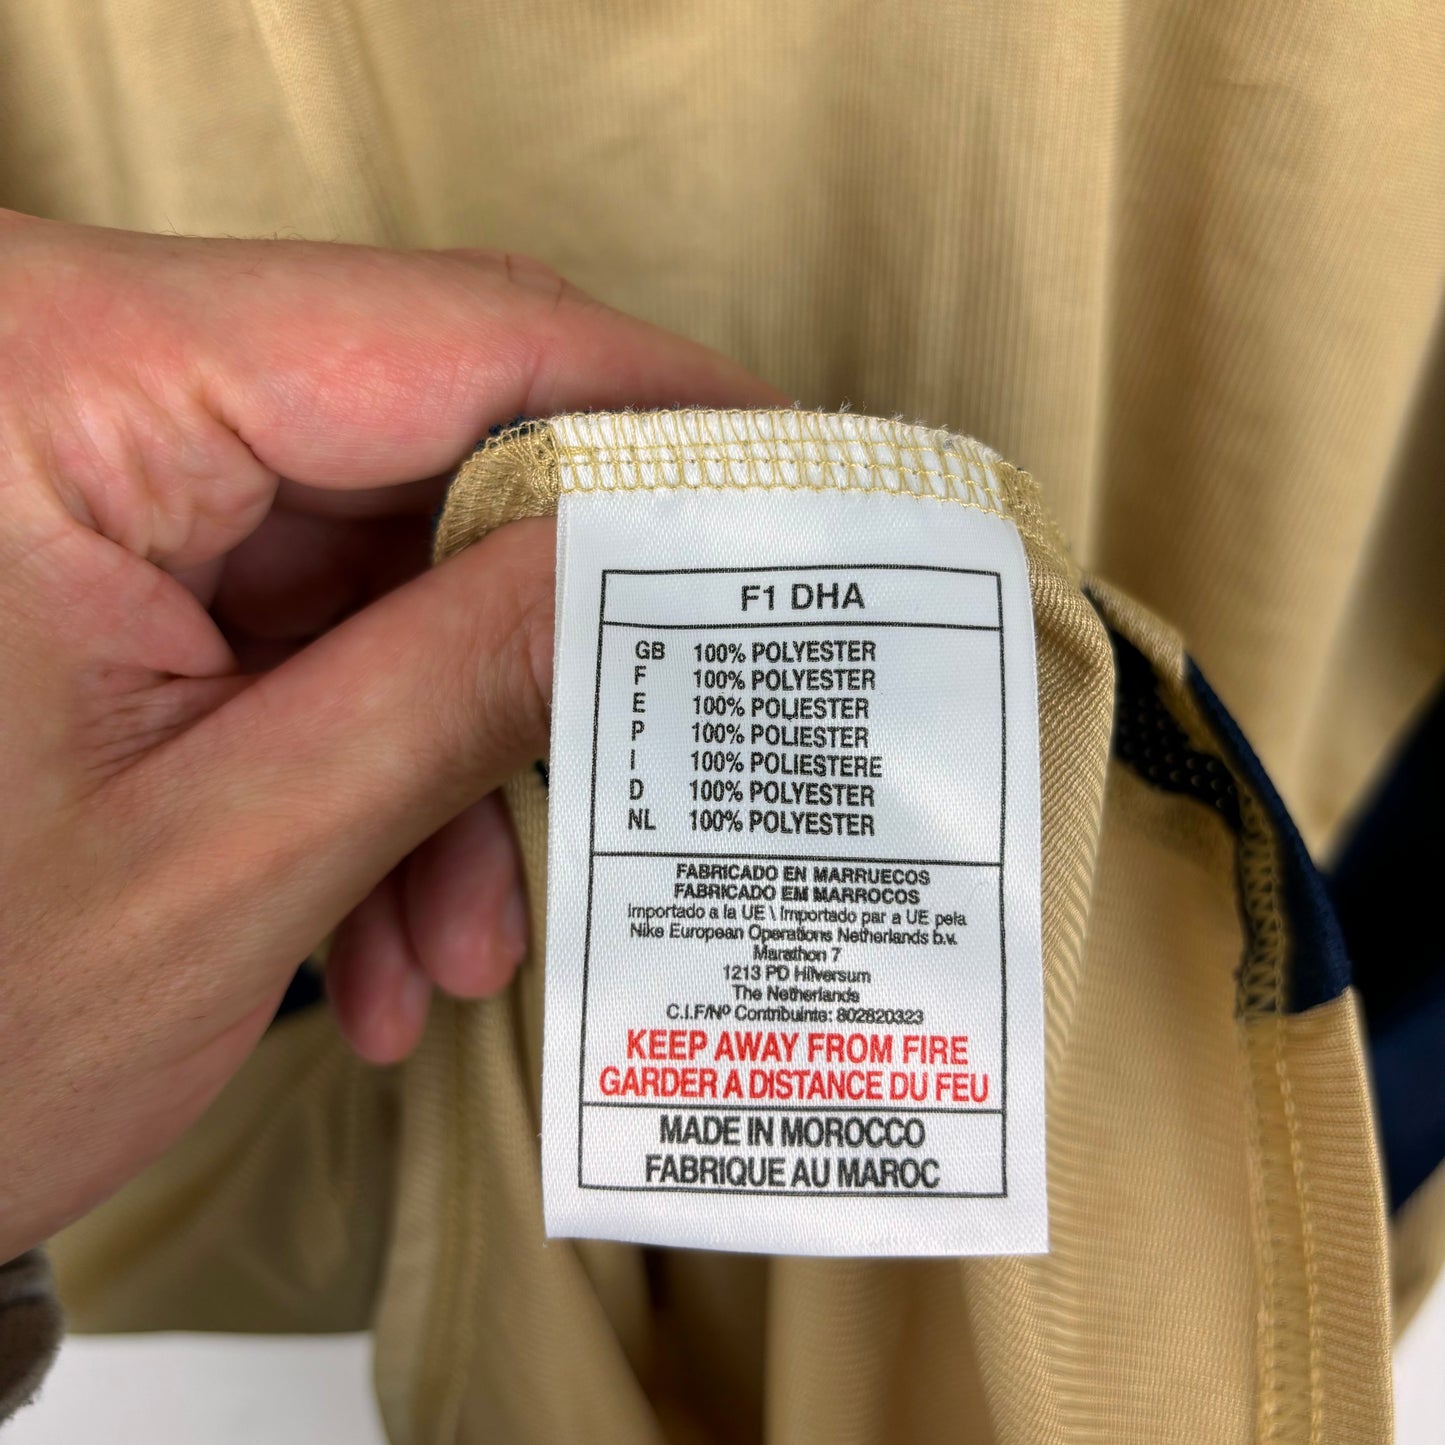 F1 DHA
GB 100% POLYESTER
F 100% POLYESTER
E 100% POLIESTER
P 100% POLIESTER
I 100% POLIESTERE
D 100% POLYESTER
NL 100% POLYESTER
FABRICADO EN MARRUECOS
FABRICADO EM MARROCOS
Importado a la UE \ Importado par a UE pela
Nike European Operations Netherlands b.v.
Marathon 7
1213 PD Hilversum
The Netherlands
C.I.F/Nº Contribuinte: 802820323
KEEP AWAY FROM FIRE
GARDER A DISTANCE DU FEU
MADE IN MOROCCO
FABRIQUE AU MAROC